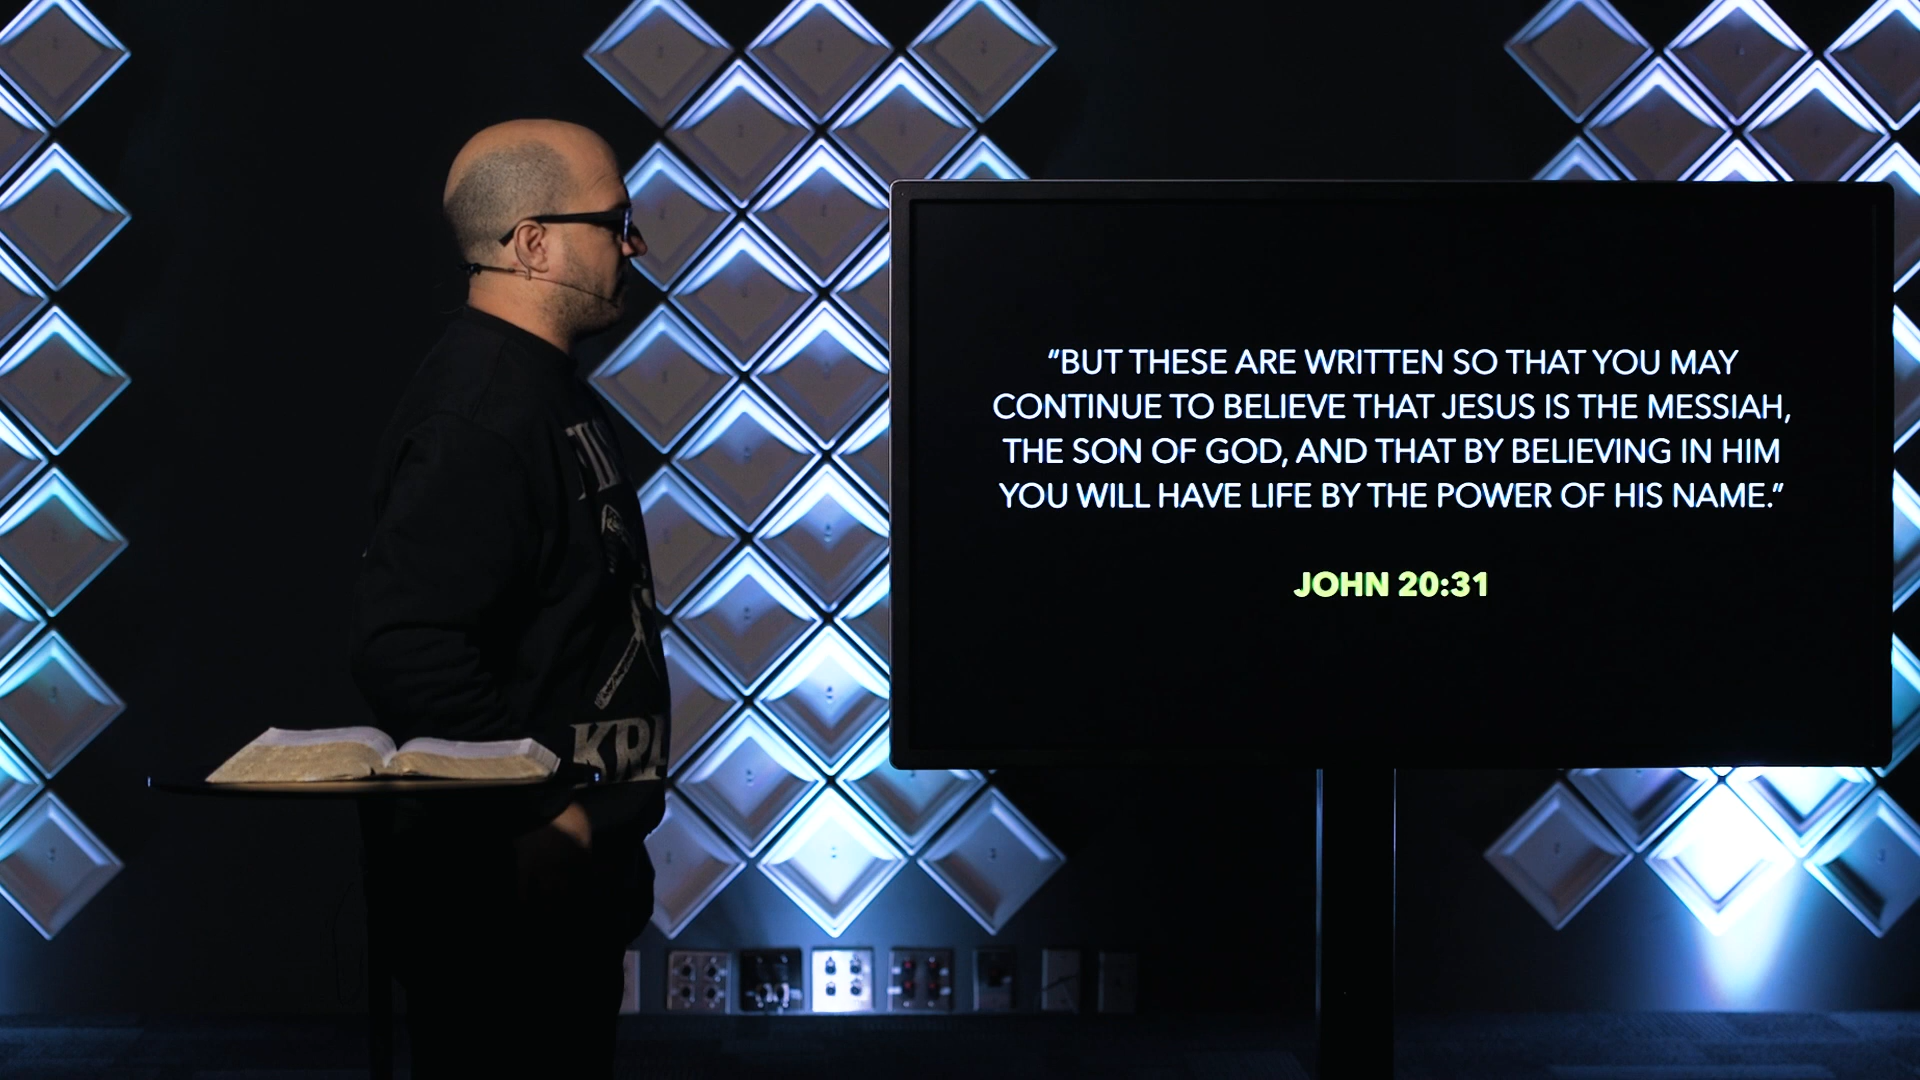 “BUT THESE ARE WRITTEN SO THAT YOU MAY
CONTINUE TO BELIEVE THAT JESUS IS THE MESSIAH,
THE SON OF GOD, AND THAT BY BELIEVING IN HIM
YOU WILL HAVE LIFE BY THE POWER OF HIS NAME.”
JOHN 20:31